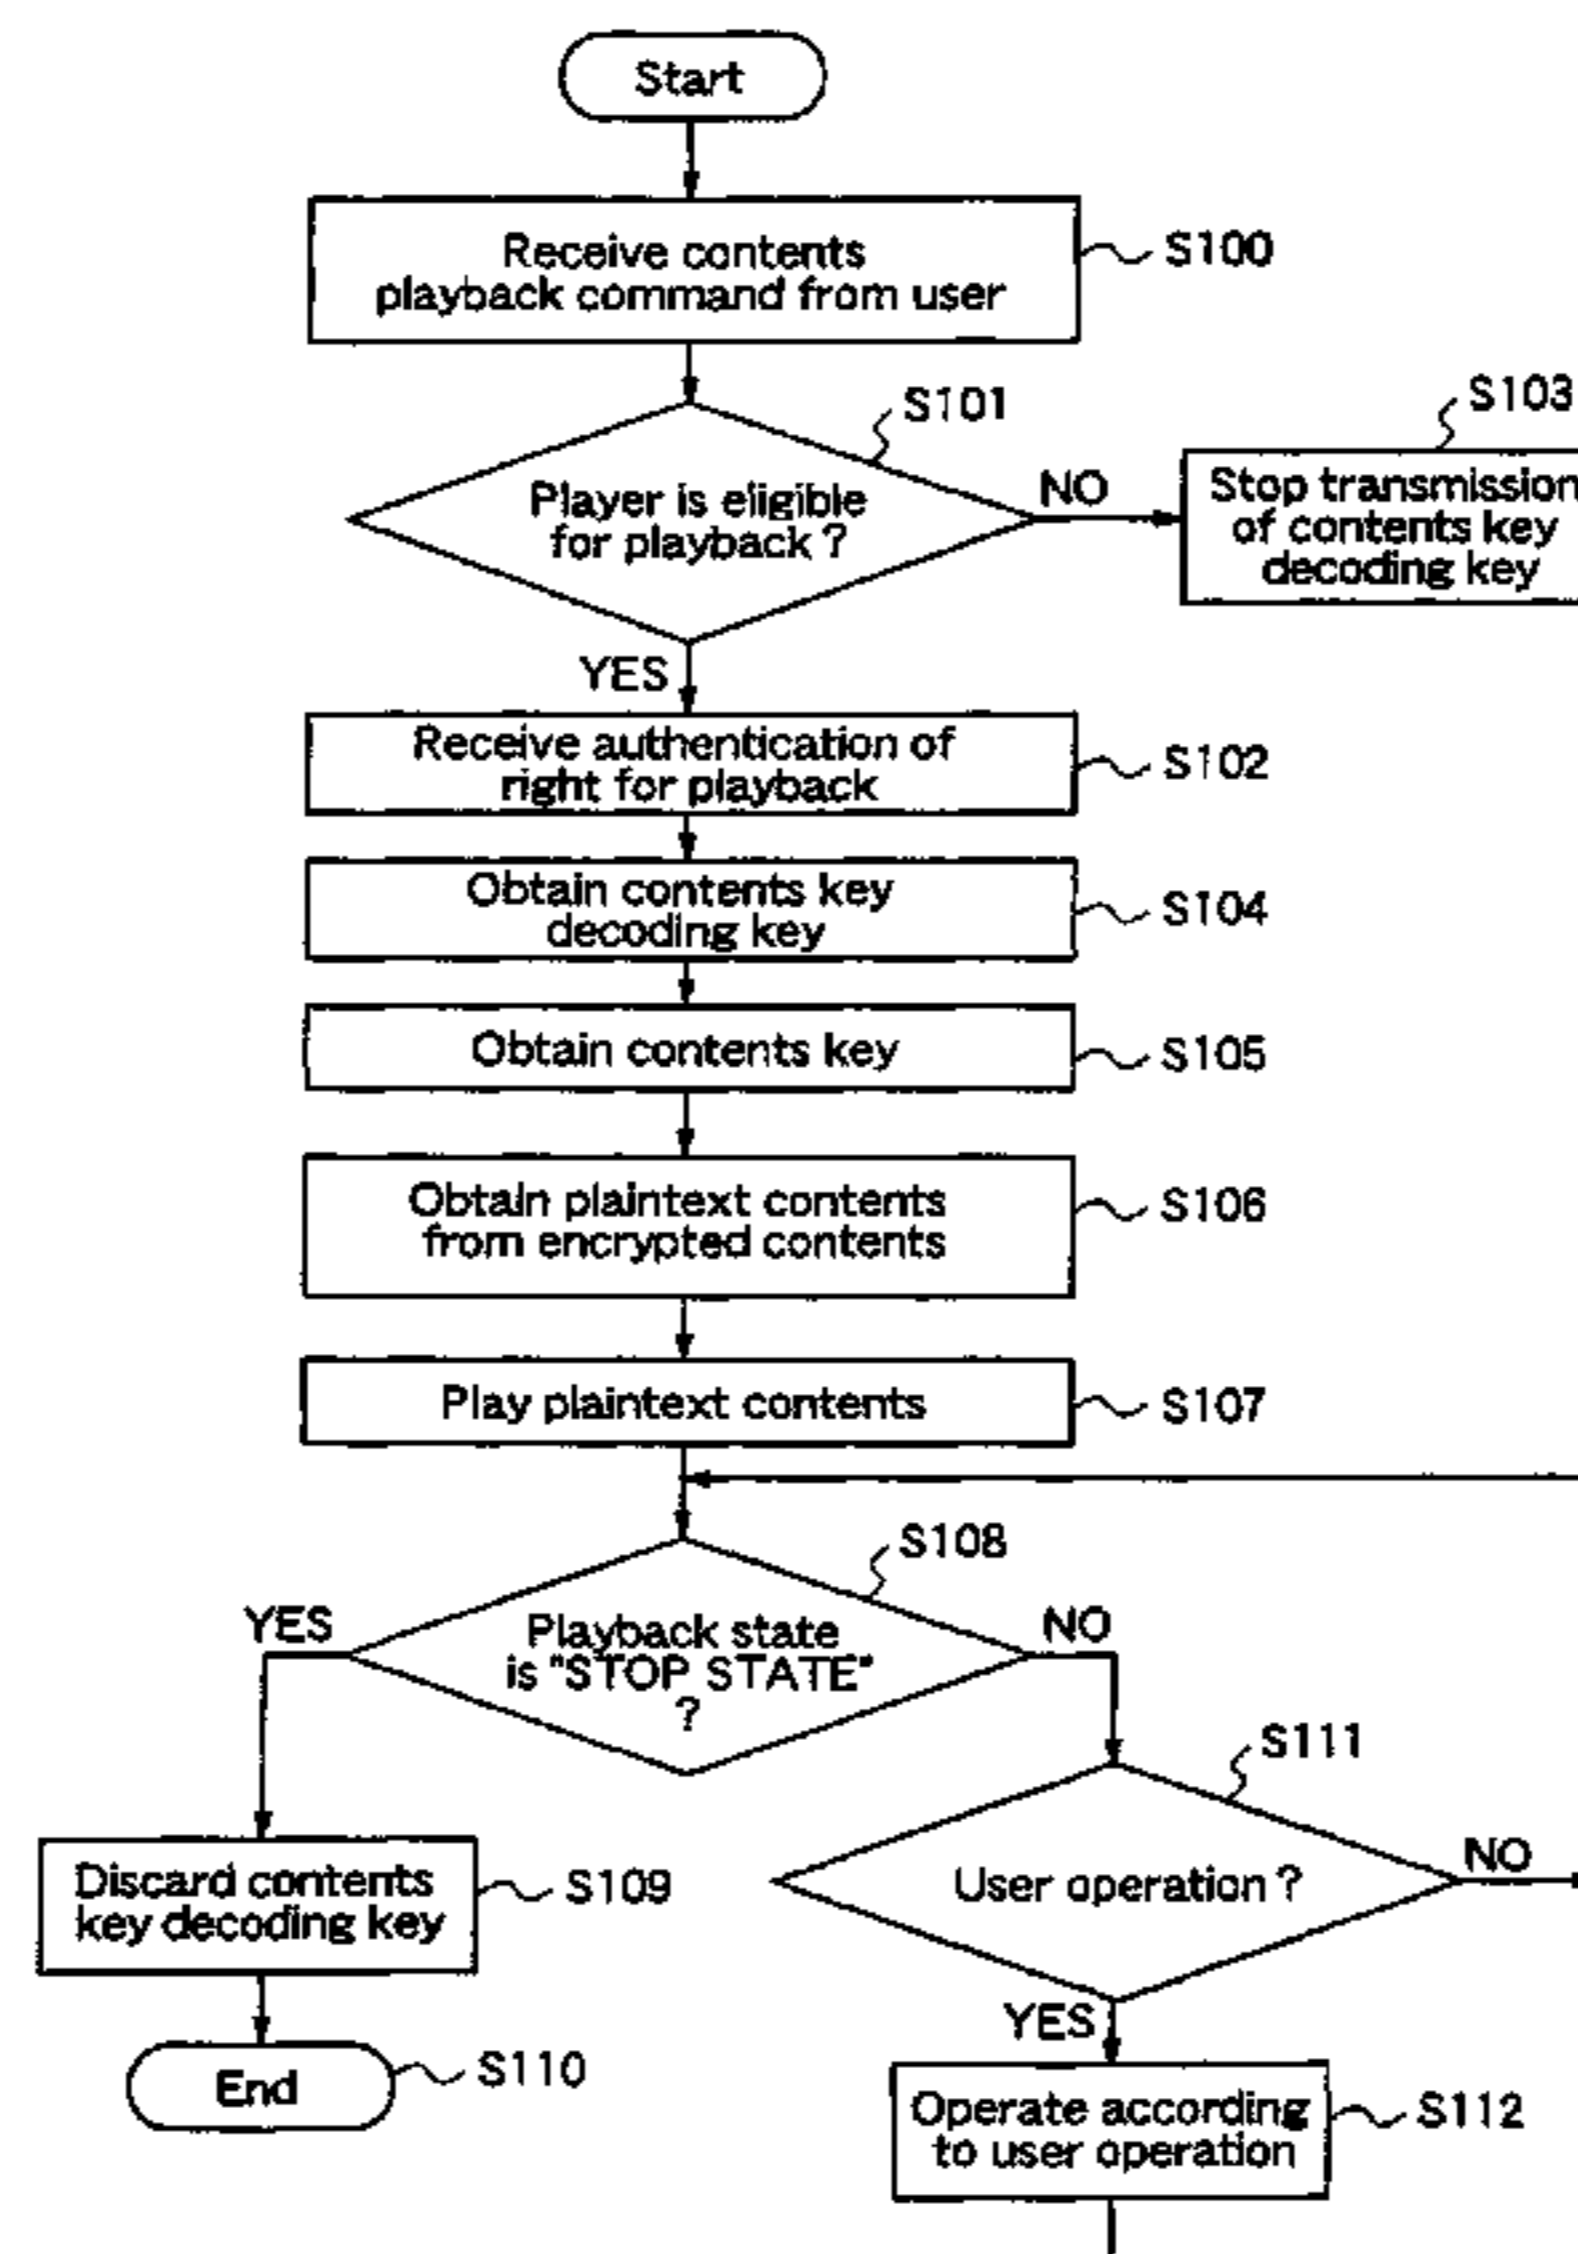 Start
Receive contents
playback command from user
S100
S101
Player is eligible
for playback ?
NO
S103
Stop transmission
of contents key
decoding key
YES
Receive authentication of
right for playback
S102
Obtain contents key
decoding key
S104
Obtain contents key
S105
Obtain plaintext contents
from encrypted contents
S106
Play plaintext contents
S107
S108
Playback state
is "STOP STATE"
?
YES
NO
S111
User operation ?
NO
Discard contents
key decoding key
S109
YES
End
S110
Operate according
to user operation
S112